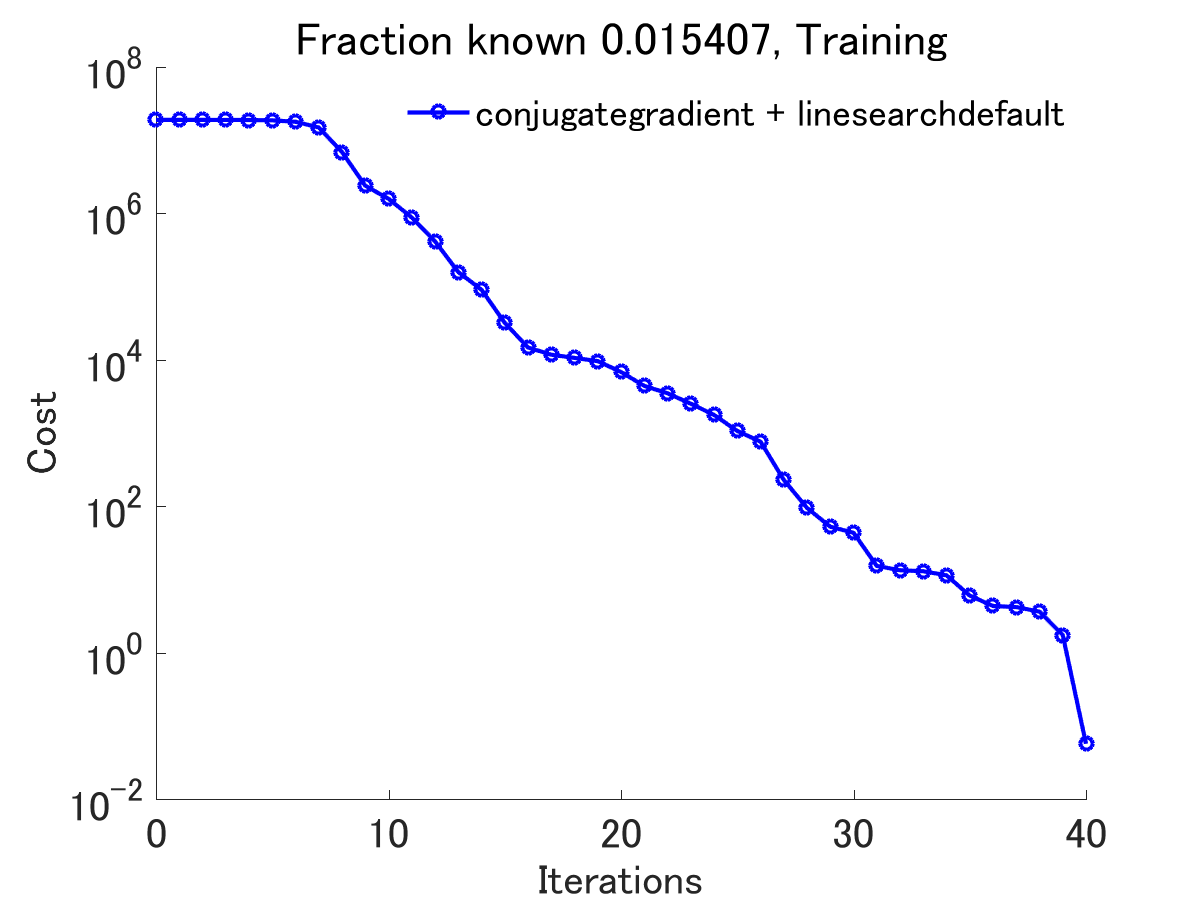 Fraction known 0.015407, Training
conjugategradient + linesearchdefault
10^8
10^6
10^4
10^2
10^0
10^-2
Cost
0 10 20 30 40
Iterations